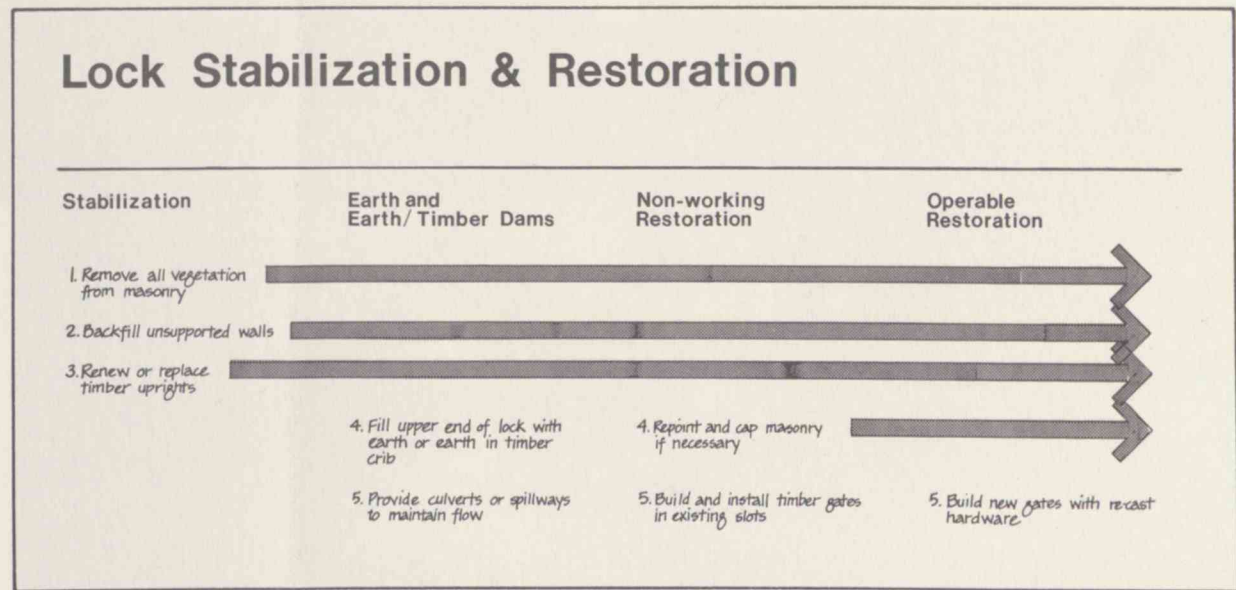 Lock Stabilization & Restoration
Stabilization
Earth and
Earth/ Timber Dams
Non-working
Restoration
Operable
Restoration
1. Remove all vegetation
from masonry
2. Backfill unsupported walls
3. Renew or replace
timber uprights
4. Fill upper end of lock with
earth or earth in timber
crib
4. Repoint and cap masonry
if necessary
5. Provide culverts or spillways
to maintain flow
5. Build and install timber gates
in existing slots
5. Build new gates with re-cast
hardware